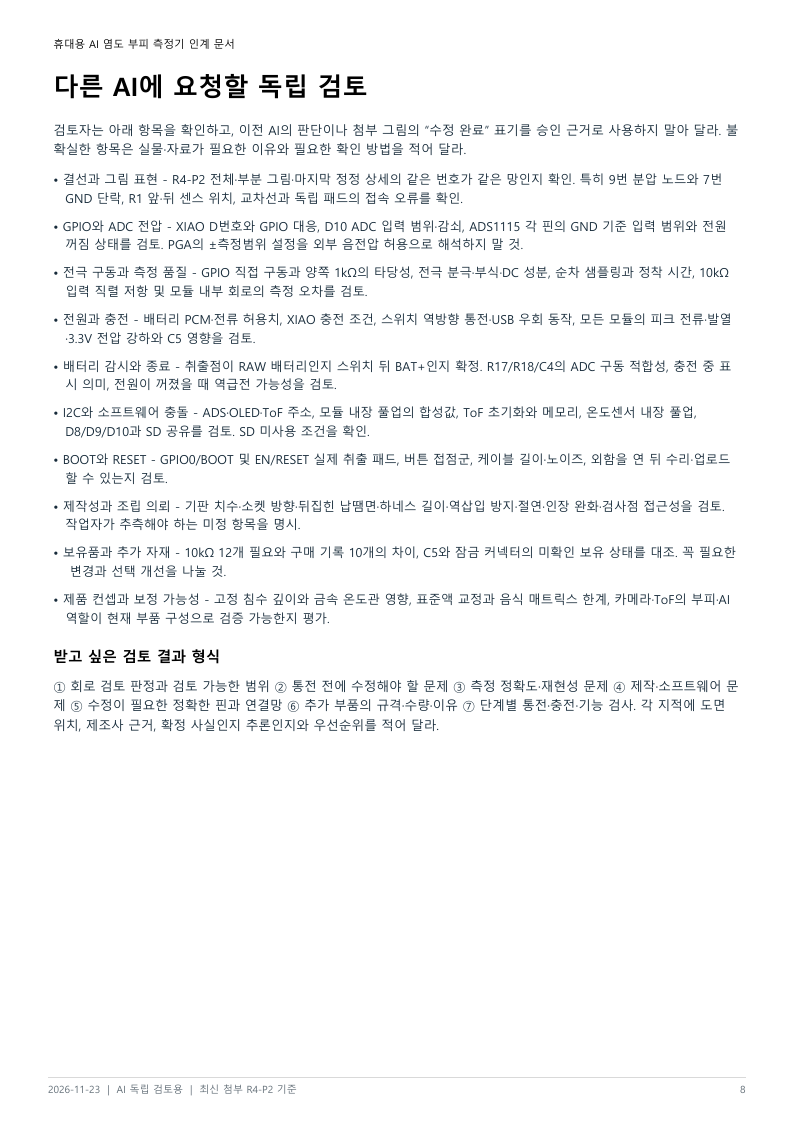 휴대용 AI 염도 부피 측정기 인계 문서
다른 AI에 요청할 독립 검토
검토자는 아래 항목을 확인하고, 이전 AI의 판단이나 첨부 그림의 “수정 완료” 표기를 승인 근거로 사용하지 말아 달라. 불
확실한 항목은 실물·자료가 필요한 이유와 필요한 확인 방법을 적어 달라.
• 결선과 그림 표현 - R4-P2 전체·부분 그림·마지막 정정 상세의 같은 번호가 같은 망인지 확인. 특히 9번 분압 노드와 7번
GND 단락, R1 앞·뒤 센스 위치, 교차선과 독립 패드의 접속 오류를 확인.
• GPIO와 ADC 전압 - XIAO D번호와 GPIO 대응, D10 ADC 입력 범위·감쇠, ADS1115 각 핀의 GND 기준 입력 범위와 전원
꺼짐 상태를 검토. PGA의 ±측정범위 설정을 외부 음전압 허용으로 해석하지 말 것.
• 전극 구동과 측정 품질 - GPIO 직접 구동과 양쪽 1kΩ의 타당성, 전극 분극·부식·DC 성분, 순차 샘플링과 정착 시간, 10kΩ
입력 직렬 저항 및 모듈 내부 회로의 측정 오차를 검토.
• 전원과 충전 - 배터리 PCM·전류 허용치, XIAO 충전 조건, 스위치 역방향 통전·USB 우회 동작, 모든 모듈의 피크 전류·발열
·3.3V 전압 강하와 C5 영향을 검토.
• 배터리 감시와 종료 - 취출점이 RAW 배터리인지 스위치 뒤 BAT+인지 확정. R17/R18/C4의 ADC 구동 적합성, 충전 중 표
시 의미, 전원이 꺼졌을 때 역급전 가능성을 검토.
• I2C와 소프트웨어 충돌 - ADS·OLED·ToF 주소, 모듈 내장 풀업의 합성값, ToF 초기화와 메모리, 온도센서 내장 풀업,
D8/D9/D10과 SD 공유를 검토. SD 미사용 조건을 확인.
• BOOT와 RESET - GPIO0/BOOT 및 EN/RESET 실제 취출 패드, 버튼 접점군, 케이블 길이·노이즈, 외함을 연 뒤 수리·업로드
할 수 있는지 검토.
• 제작성과 조립 의뢰 - 기판 치수·소켓 방향·뒤집힌 납땜면·하네스 길이·역삽입 방지·절연·인장 완화·검사점 접근성을 검토.
작업자가 추측해야 하는 미정 항목을 명시.
• 보유품과 추가 자재 - 10kΩ 12개 필요와 구매 기록 10개의 차이, C5와 잠금 커넥터의 미확인 보유 상태를 대조. 꼭 필요한
변경과 선택 개선을 나눌 것.
• 제품 컨셉과 보정 가능성 - 고정 침수 깊이와 금속 온도관 영향, 표준액 교정과 음식 매트릭스 한계, 카메라·ToF의 부피·AI
역할이 현재 부품 구성으로 검증 가능한지 평가.
받고 싶은 검토 결과 형식
① 회로 검토 판정과 검토 가능한 범위 ② 통전 전에 수정해야 할 문제 ③ 측정 정확도·재현성 문제 ④ 제작·소프트웨어 문
제 ⑤ 수정이 필요한 정확한 핀과 연결망 ⑥ 추가 부품의 규격·수량·이유 ⑦ 단계별 통전·충전·기능 검사. 각 지적에 도면
위치, 제조사 근거, 확정 사실인지 추론인지와 우선순위를 적어 달라.
2026-11-23 | AI 독립 검토용 | 최신 첨부 R4-P2 기준
8